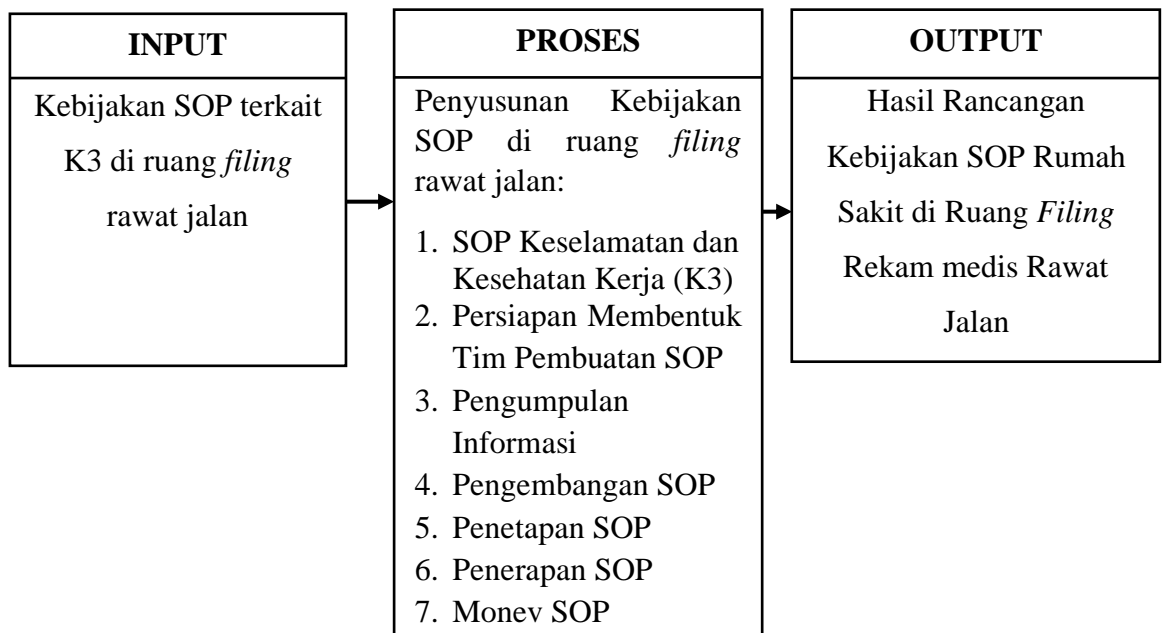 INPUT
Kebijakan SOP terkait
K3 di ruang filing
rawat jalan
PROSES
Penyusunan Kebijakan
SOP di ruang filing
rawat jalan:
1. SOP Keselamatan dan
Kesehatan Kerja (K3)
2. Persiapan Membentuk
Tim Pembuatan SOP
3. Pengumpulan
Informasi
4. Pengembangan SOP
5. Penetapan SOP
6. Penerapan SOP
7. Monev SOP
OUTPUT
Hasil Rancangan
Kebijakan SOP Rumah
Sakit di Ruang Filing
Rekam medis Rawat
Jalan